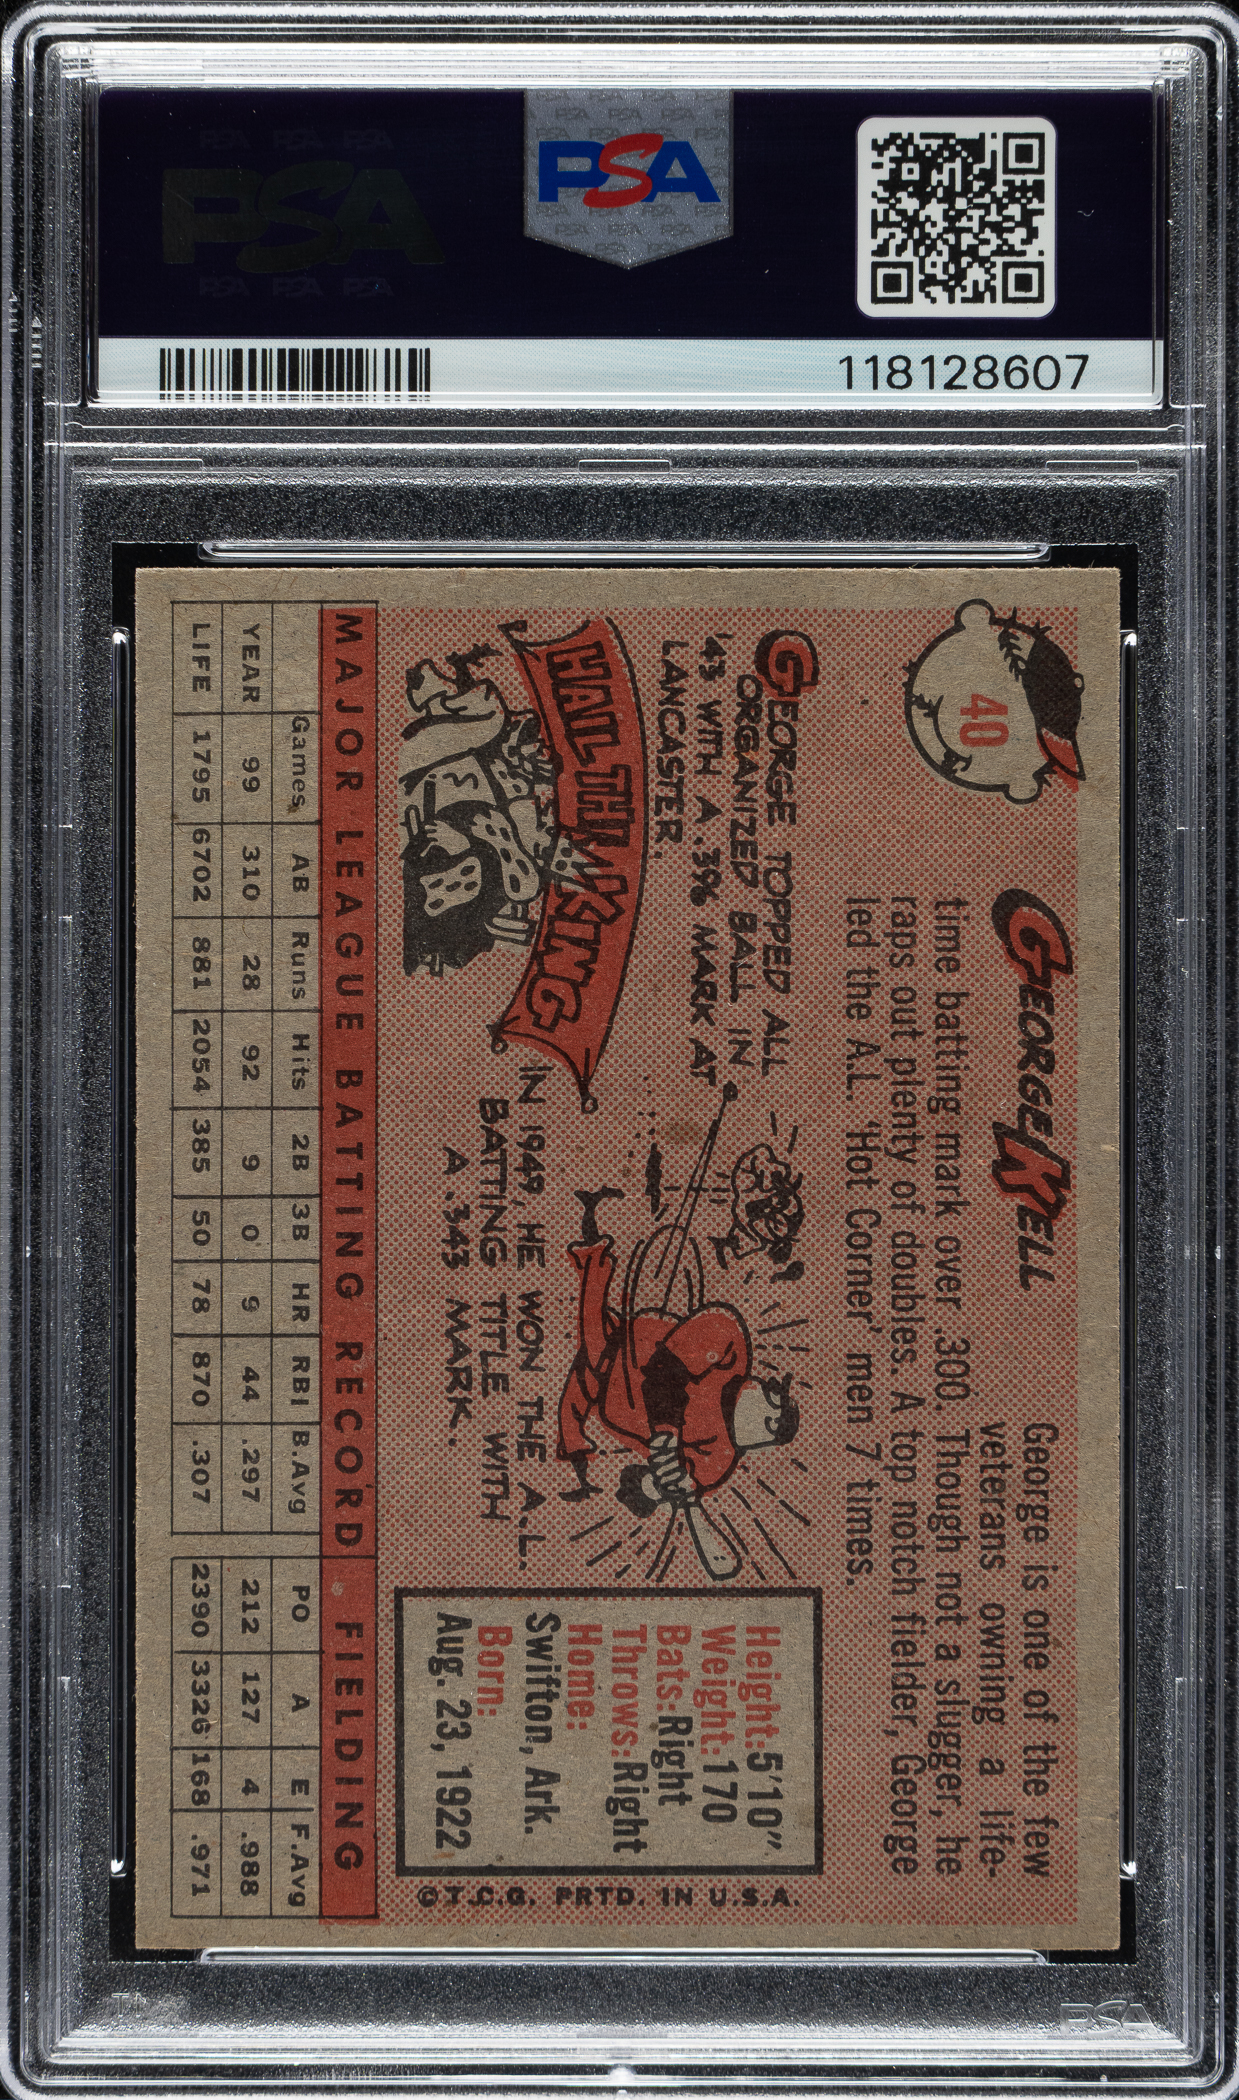 PSA
118128607
40
GEORGE KELL
George is one of the few
veterans owning a life-
time batting mark over .300. Though not a slugger, he
raps out plenty of doubles. A top notch fielder, George
led the A.L. 'Hot Corner' men 7 times.
GEORGE TOPPED ALL
ORGANIZED BALL IN
'43 WITH A .396 MARK AT
LANCASTER.
HAIL TH' KING
IN 1949, HE WON THE A.L.
BATTING TITLE WITH
A .343 MARK.
Height: 5'10"
Weight: 170
Bats: Right
Throws: Right
Home:
Swifton, Ark.
Born:
Aug. 23, 1922
©T.C.G. PRTD. IN U.S.A.
MAJOR LEAGUE BATTING RECORD FIELDING
Games AB Runs Hits 2B 3B HR RBI B.Avg PO A E F.Avg
YEAR 99 310 28 92 9 0 9 44 .297 212 127 4 .988
LIFE 1795 6702 881 2054 385 50 78 870 .307 2390 3326 168 .971
PSA